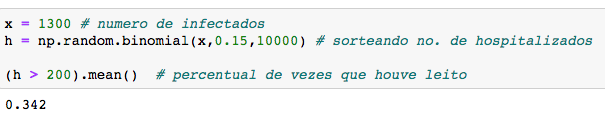 x = 1300 # numero de infectados
h = np.random.binomial(x,0.15,10000) # sorteando no. de hospitalizados
(h > 200).mean()  # percentual de vezes que houve leito
0.342